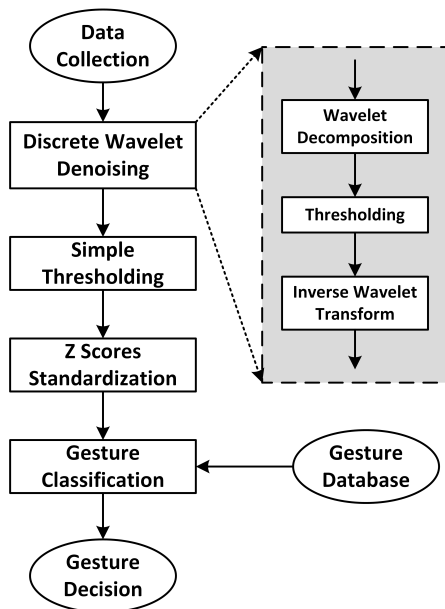 Data
Collection
Discrete Wavelet
Denoising
Simple
Thresholding
Z Scores
Standardization
Gesture
Classification
Gesture
Decision
Wavelet
Decomposition
Thresholding
Inverse Wavelet
Transform
Gesture
Database